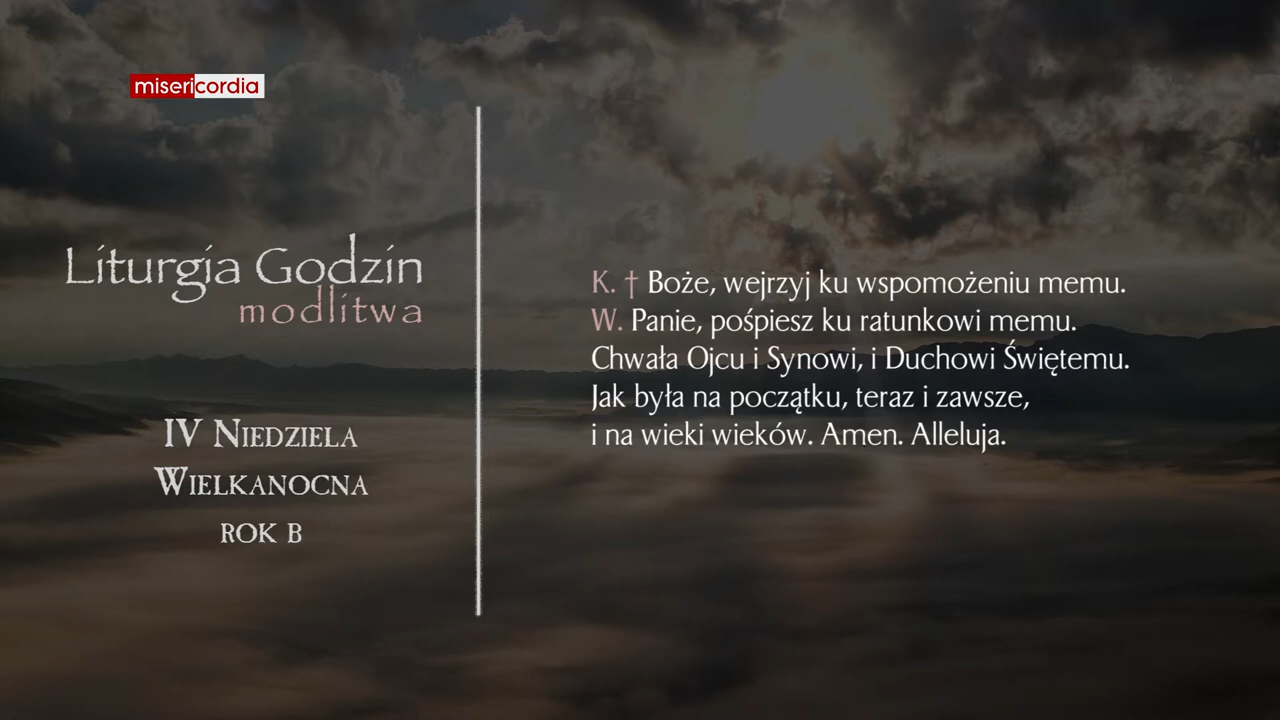 misericordia
Liturgia Godzin
modlitwa
IV Niedziela
Wielkanocna
rok B
K. † Boże, wejrzyj ku wspomożeniu memu.
W. Panie, pośpiesz ku ratunkowi memu.
Chwała Ojcu i Synowi, i Duchowi Świętemu.
Jak była na początku, teraz i zawsze,
i na wieki wieków. Amen. Alleluja.